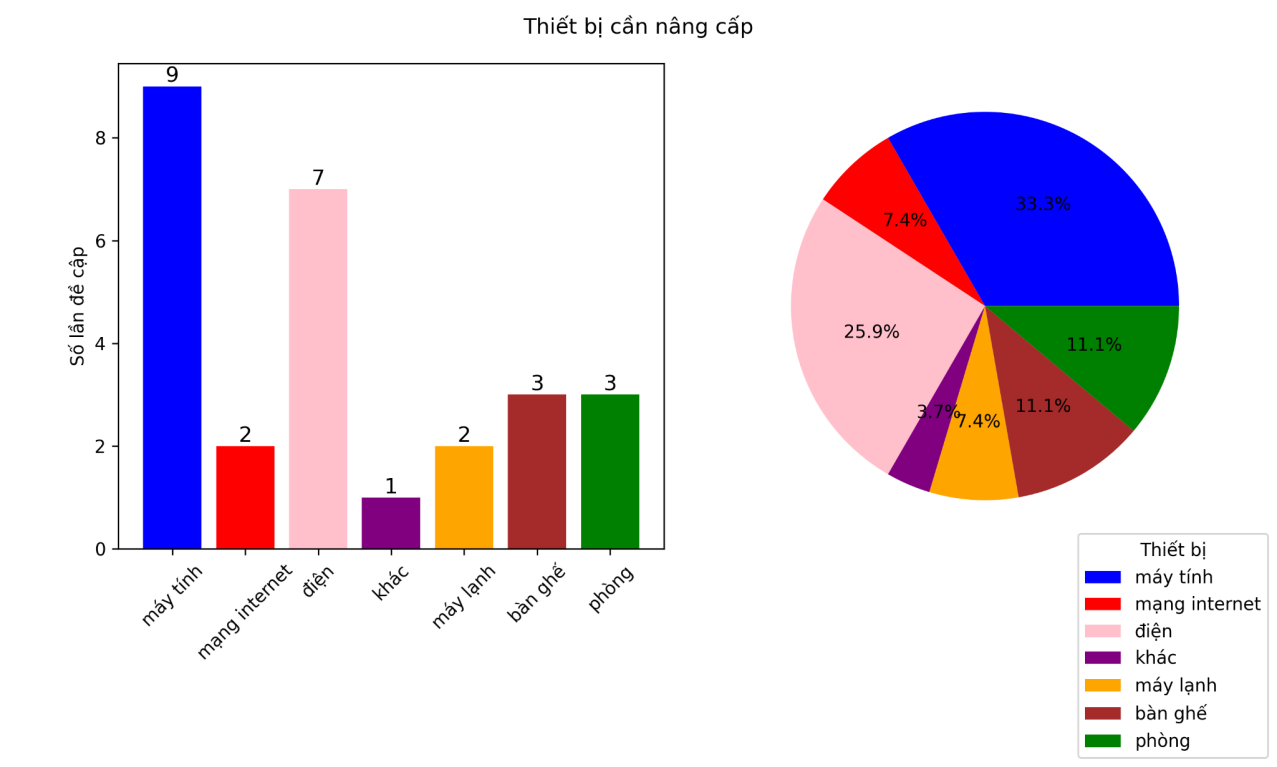 Thiết bị cần nâng cấp
Số lần đề cập
8
6
4
2
0
9
2
7
1
2
3
3
máy tính
mạng internet
điện
khác
máy lạnh
bàn ghế
phòng
33.3%
7.4%
25.9%
3.7%
7.4%
11.1%
11.1%
Thiết bị
máy tính
mạng internet
điện
khác
máy lạnh
bàn ghế
phòng